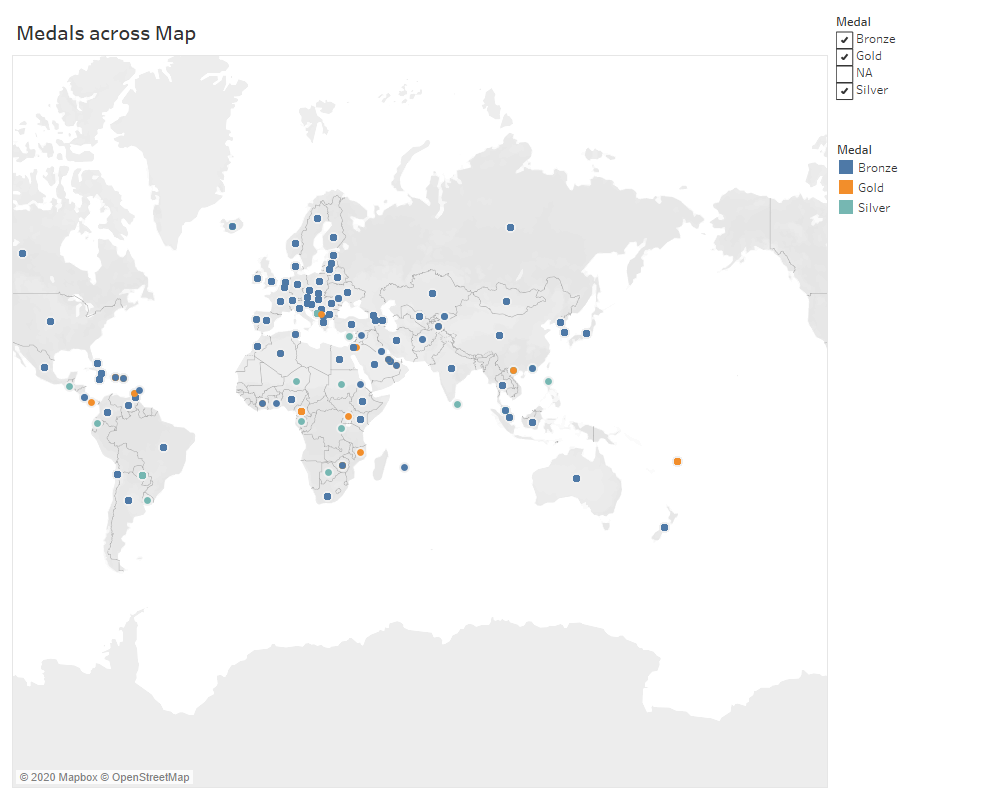 Medals across Map
Medal
Bronze
Gold
NA
Silver
Medal
Bronze
Gold
Silver
© 2020 Mapbox © OpenStreetMap